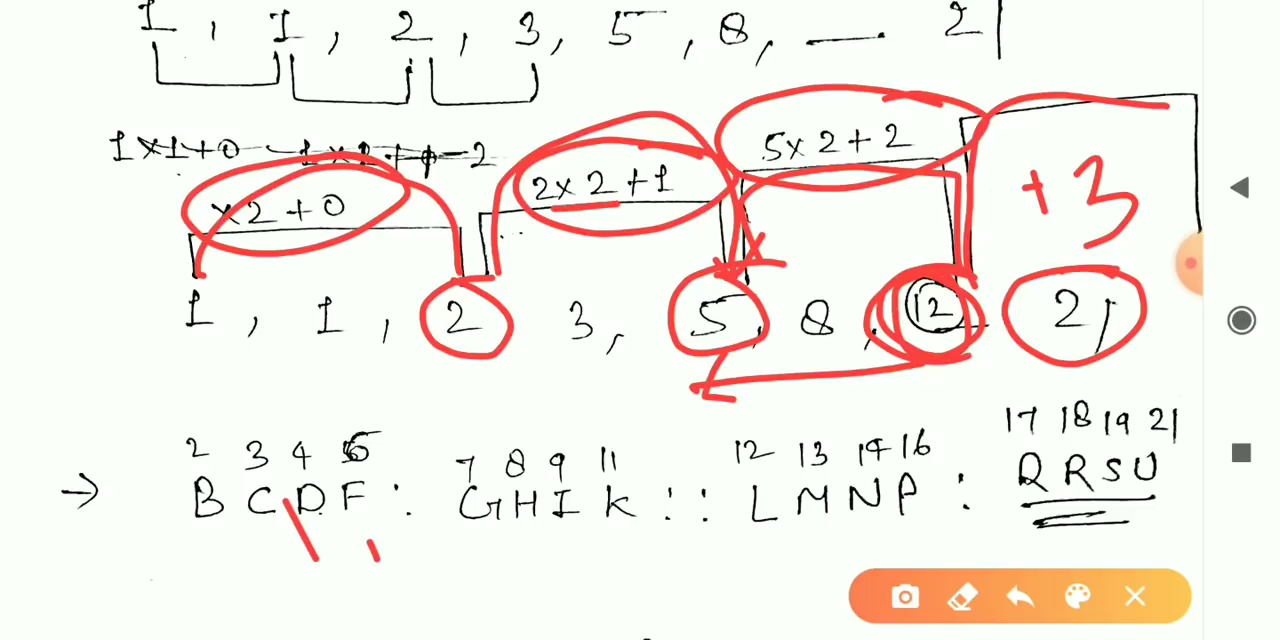 1 , 1 , 2 , 3 , 5 , 8 , __ 21
1×1+0
×2+0 2×2+1 5×2+2 +3
1 , 1 , 2 3 , 5 , 8 , 12 21
2 3 4 6 7 8 9 11 12 13 14 16 17 18 19 21
→ B C D F : G H I K : : L M N P : Q R S U